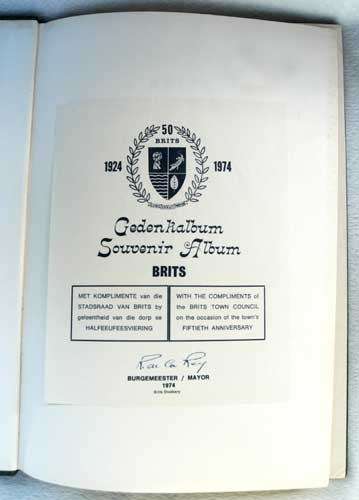 50
BRITS
1924 1974
Gedenkalbum
Souvenir Album
BRITS
MET KOMPLIMENTE van die
STADSRAAD VAN BRITS by
geleentheid van die dorp se
HALFEEUFEESVIERING
WITH THE COMPLIMENTS of
the BRITS TOWN COUNCIL
on the occasion of the town's
FIFTIETH ANNIVERSARY
BURGEMEESTER / MAYOR
1974
Brits Drukkery